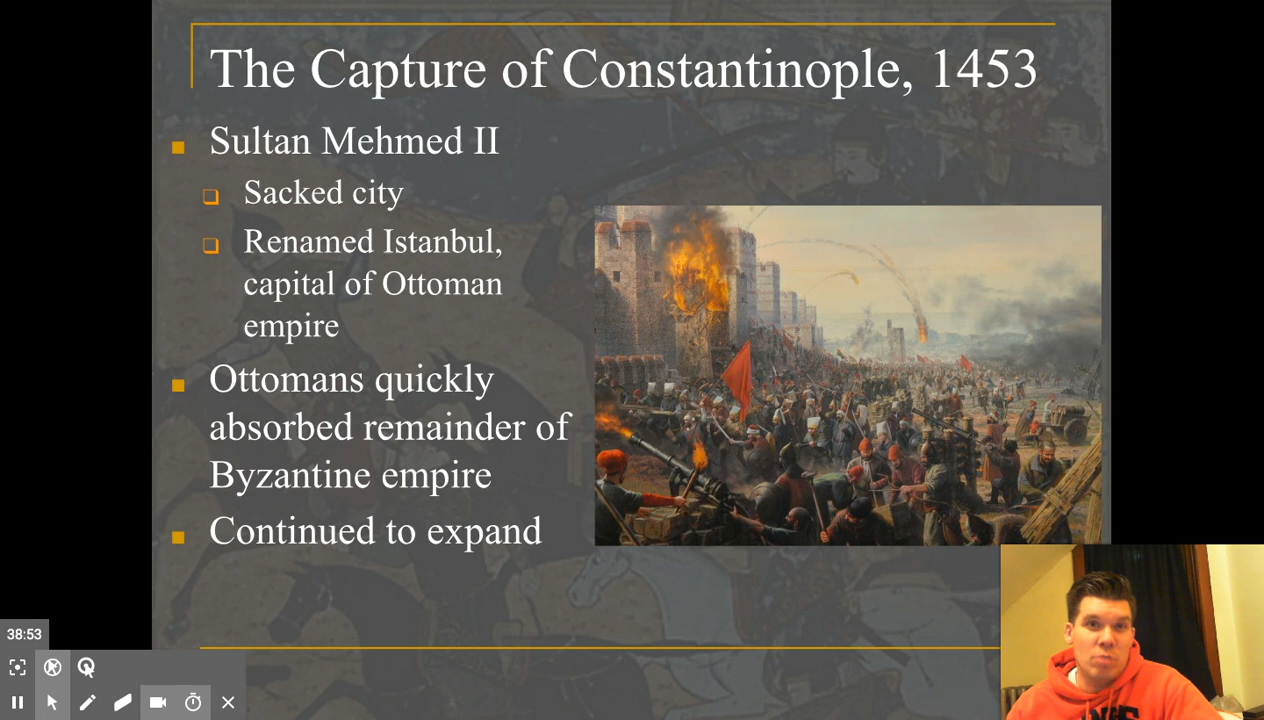 The Capture of Constantinople, 1453
Sultan Mehmed II
Sacked city
Renamed Istanbul,
capital of Ottoman
empire
Ottomans quickly
absorbed remainder of
Byzantine empire
Continued to expand
38:53